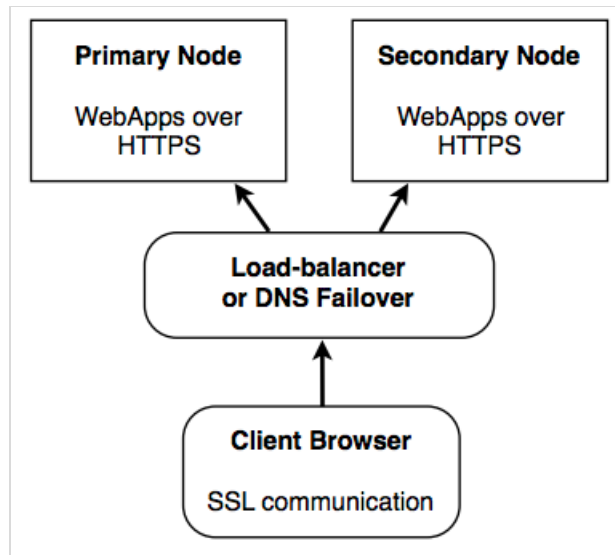 Primary Node
WebApps over
HTTPS
Secondary Node
WebApps over
HTTPS
Load-balancer
or DNS Failover
Client Browser
SSL communication